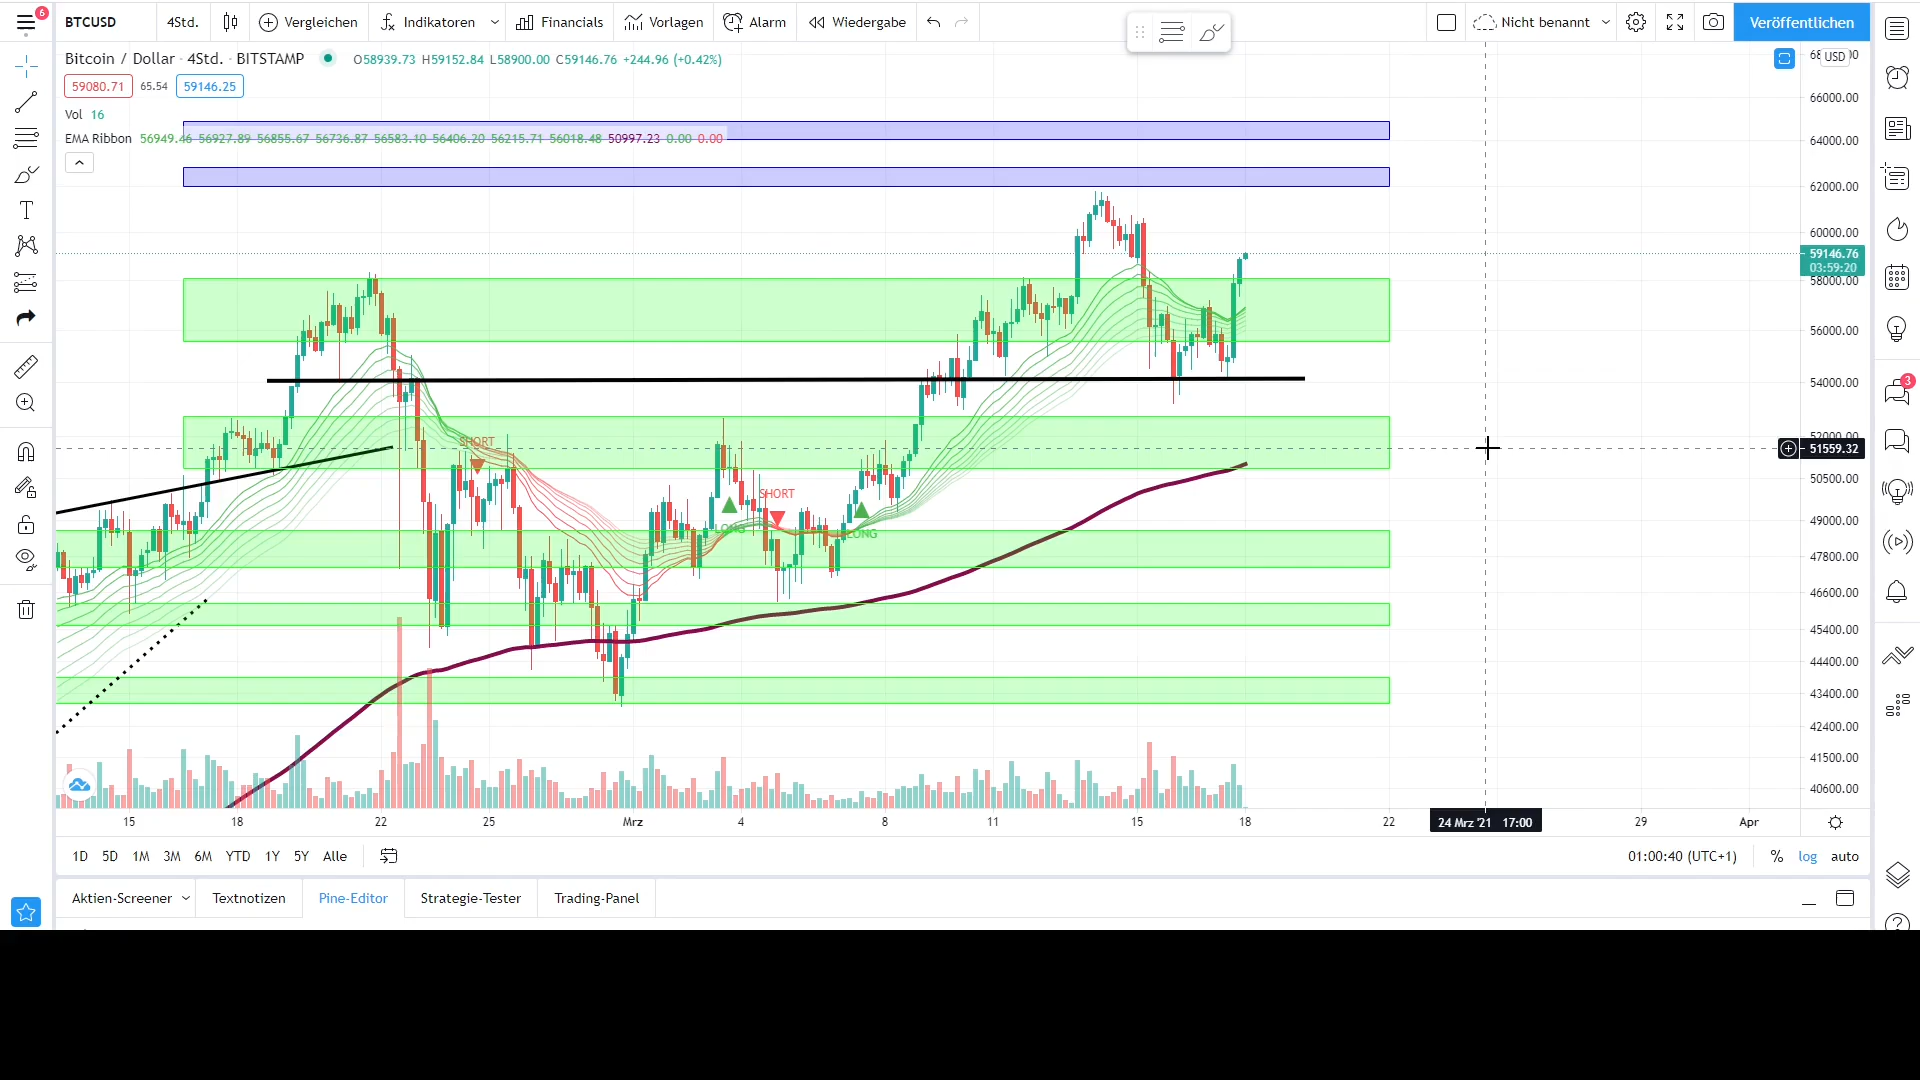 6
BTCUSD 4Std. Vergleichen Indikatoren Financials Vorlagen Alarm Wiedergabe Nicht benannt Veröffentlichen
Bitcoin / Dollar · 4Std. · BITSTAMP O58939.73 H59152.84 L58900.00 C59146.76 +244.96 (+0.42%)
59080.71 65.54 59146.25
Vol 16
EMA Ribbon 56949.46 56927.89 56855.67 56736.87 56583.10 56406.20 56215.71 56018.48 50997.23 0.00 0.00
USD
66000.00
64000.00
62000.00
60000.00
59146.76
03:59:20
58000.00
56000.00
54000.00
52000.00
51559.32
50500.00
49000.00
47800.00
46600.00
45400.00
44400.00
43400.00
42400.00
41500.00
40600.00
3
SHORT
SHORT
LONG
LONG
15 18 22 25 Mrz 4 8 11 15 18 22 24 Mrz '21 17:00 29 Apr
1D 5D 1M 3M 6M YTD 1Y 5Y Alle 01:00:40 (UTC+1) % log auto
Aktien-Screener Textnotizen Pine-Editor Strategie-Tester Trading-Panel